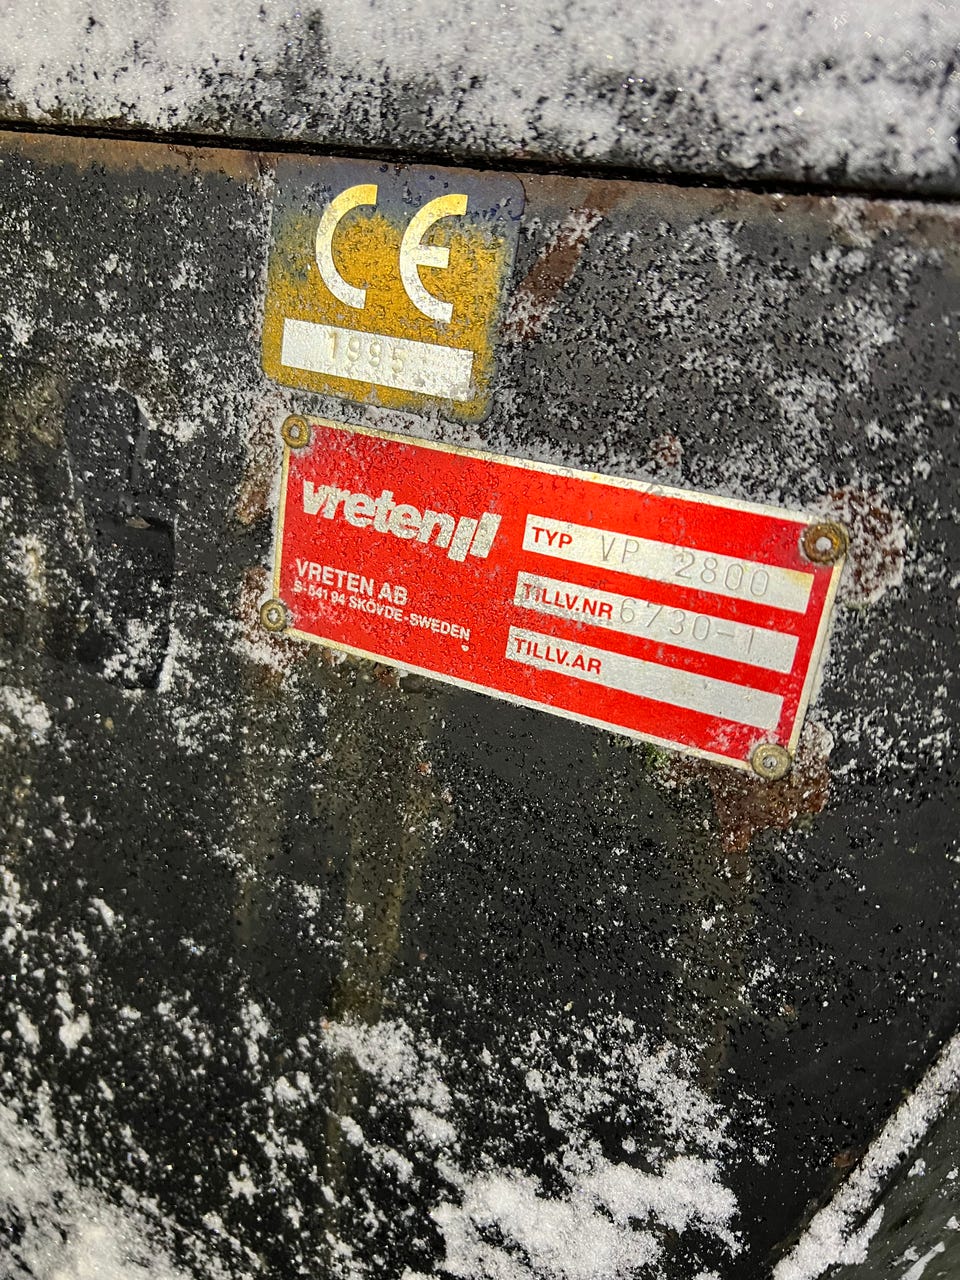 CE
1995
vreten
TYP VP 2800
VRETEN AB
TILLV.NR 6730-1
S-541 94 SKÖVDE-SWEDEN
TILLV.ÅR